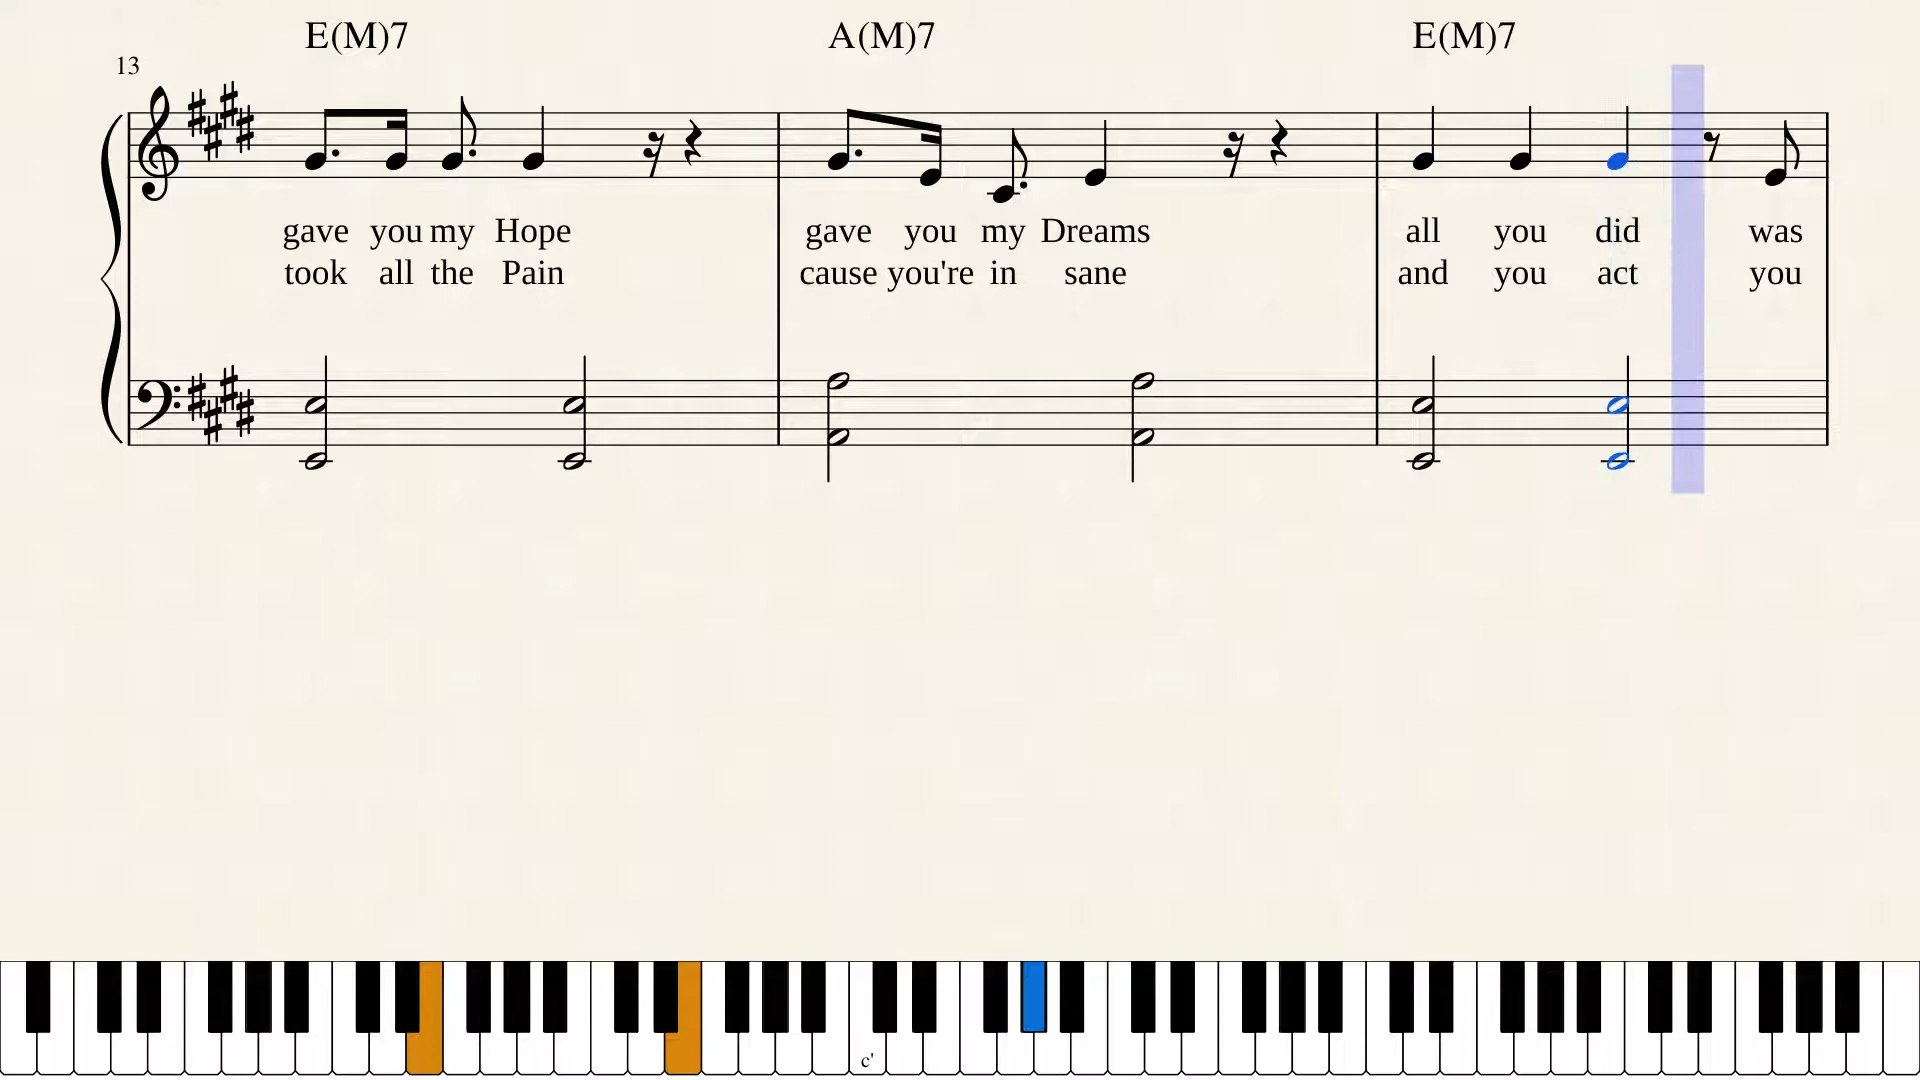 E(M)7 A(M)7 E(M)7
13
gave you my Hope gave you my Dreams all you did was
took all the Pain cause you're in sane and you act you
c'